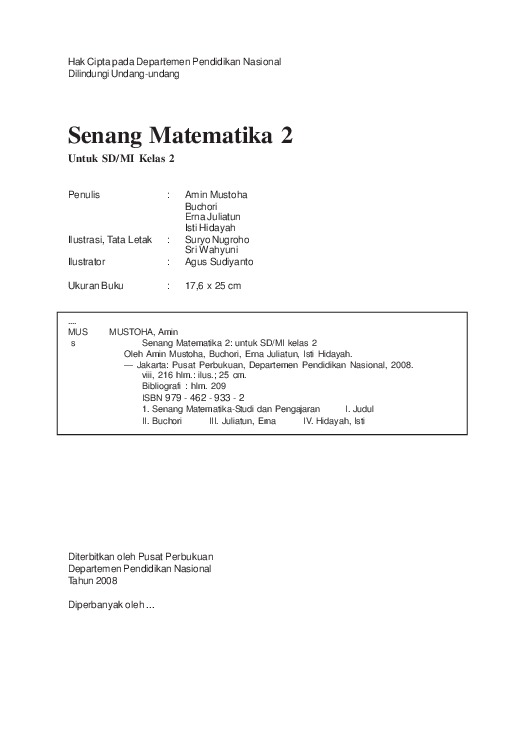 Hak Cipta pada Departemen Pendidikan Nasional
Dilindungi Undang-undang
Senang Matematika 2
Untuk SD/MI Kelas 2
Penulis : Amin Mustoha
Buchori
Erna Juliatun
Isti Hidayah
Ilustrasi, Tata Letak : Suryo Nugroho
Sri Wahyuni
Ilustrator : Agus Sudiyanto
Ukuran Buku : 17,6 x 25 cm
....
MUS MUSTOHA, Amin
s Senang Matematika 2: untuk SD/MI kelas 2
Oleh Amin Mustoha, Buchori, Erna Juliatun, Isti Hidayah.
— Jakarta: Pusat Perbukuan, Departemen Pendidikan Nasional, 2008.
viii, 216 hlm.: ilus.; 25 cm.
Bibliografi : hlm. 209
ISBN 979 - 462 - 933 - 2
1. Senang Matematika-Studi dan Pengajaran I. Judul
II. Buchori III. Juliatun, Erna IV. Hidayah, Isti
Diterbitkan oleh Pusat Perbukuan
Departemen Pendidikan Nasional
Tahun 2008
Diperbanyak oleh ...